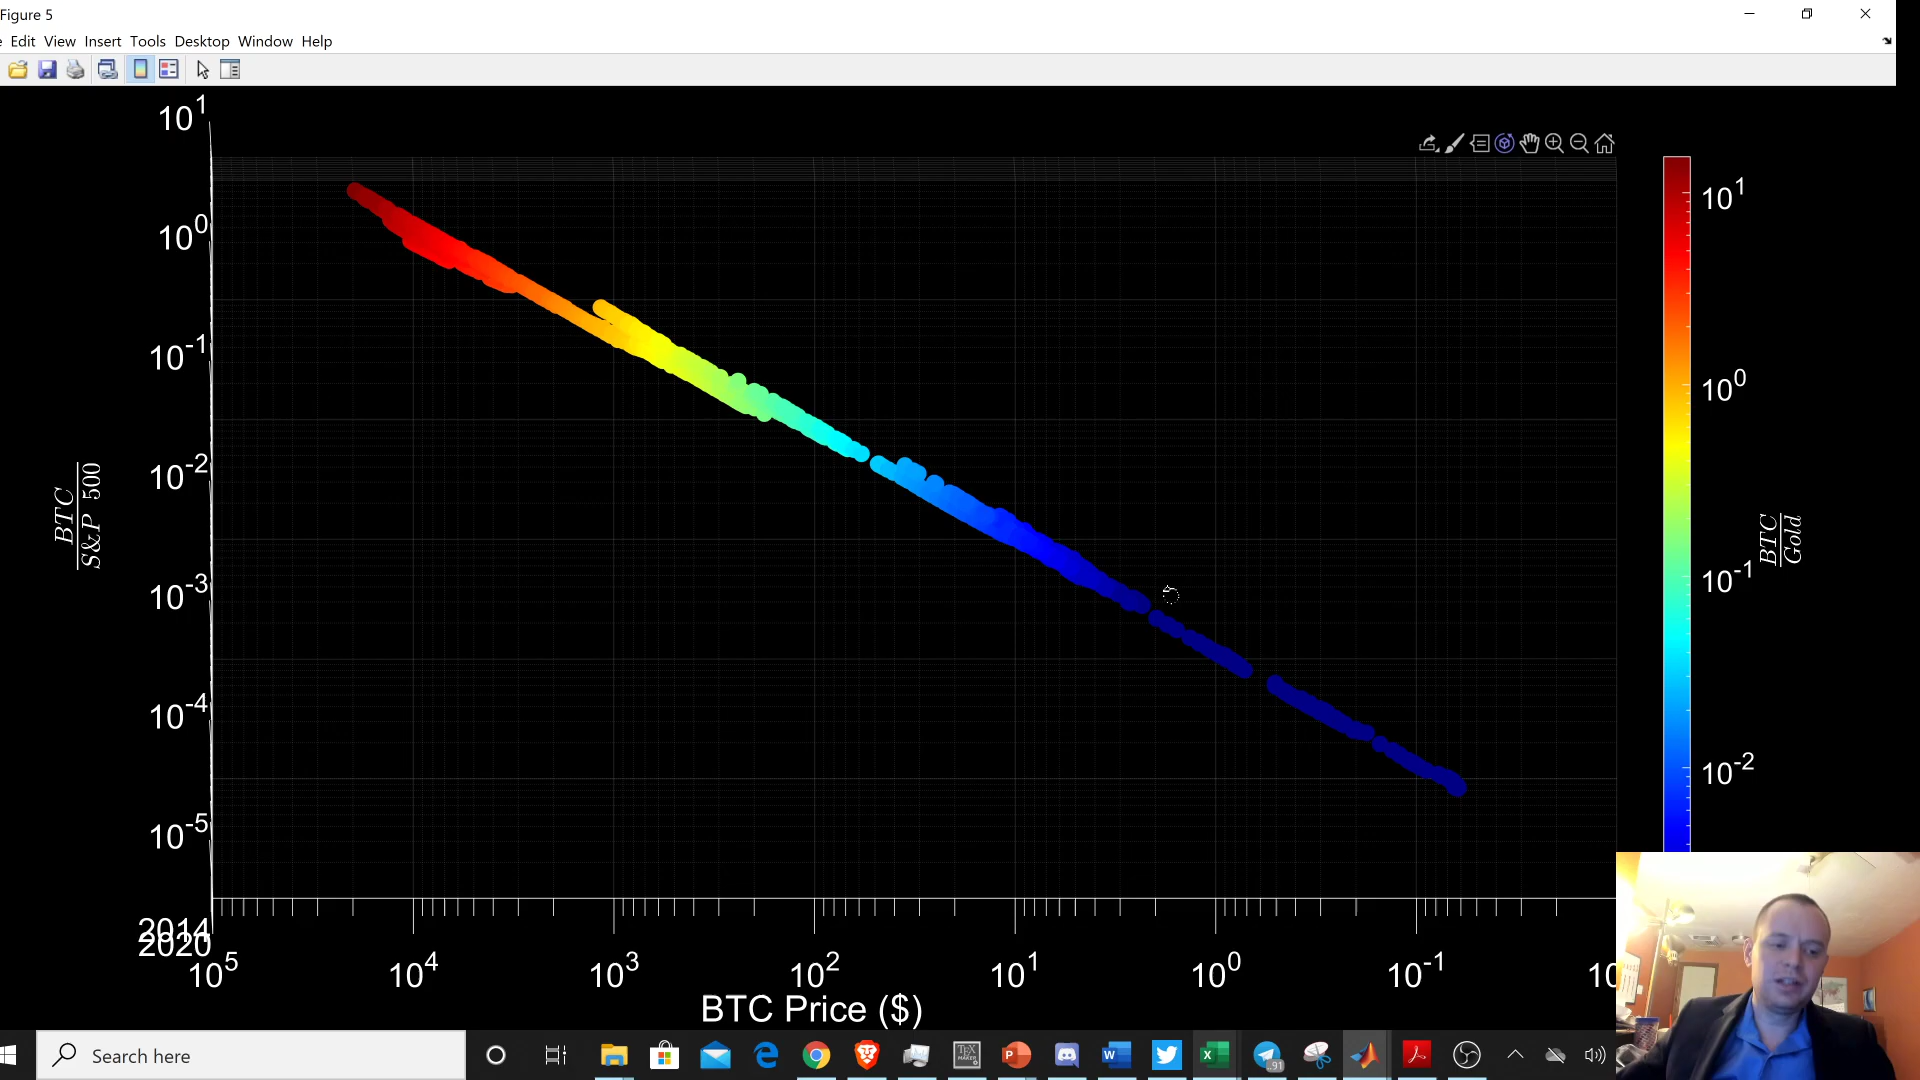 Figure 5
Edit View Insert Tools Desktop Window Help
10^1
10^0
10^-1
10^-2
10^-3
10^-4
10^-5
BTC
S&P 500
2014
2020
10^5
10^4
10^3
10^2
10^1
10^0
10^-1
BTC Price ($)
10^1
10^0
10^-1
10^-2
BTC
Gold
Search here
91